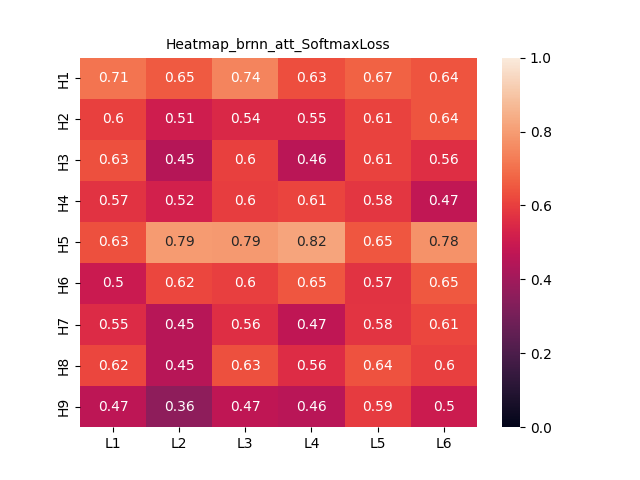 Heatmap_brnn_att_SoftmaxLoss
H1 0.71 0.65 0.74 0.63 0.67 0.64
H2 0.6 0.51 0.54 0.55 0.61 0.64
H3 0.63 0.45 0.6 0.46 0.61 0.56
H4 0.57 0.52 0.6 0.61 0.58 0.47
H5 0.63 0.79 0.79 0.82 0.65 0.78
H6 0.5 0.62 0.6 0.65 0.57 0.65
H7 0.55 0.45 0.56 0.47 0.58 0.61
H8 0.62 0.45 0.63 0.56 0.64 0.6
H9 0.47 0.36 0.47 0.46 0.59 0.5
L1 L2 L3 L4 L5 L6
1.0
0.8
0.6
0.4
0.2
0.0